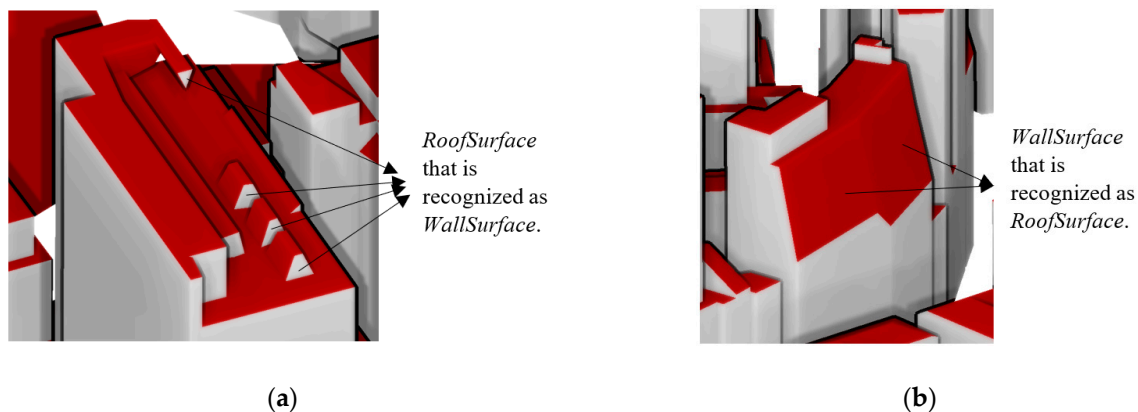 RoofSurface
that is
recognized as
WallSurface.
WallSurface
that is
recognized as
RoofSurface.
(a)
(b)